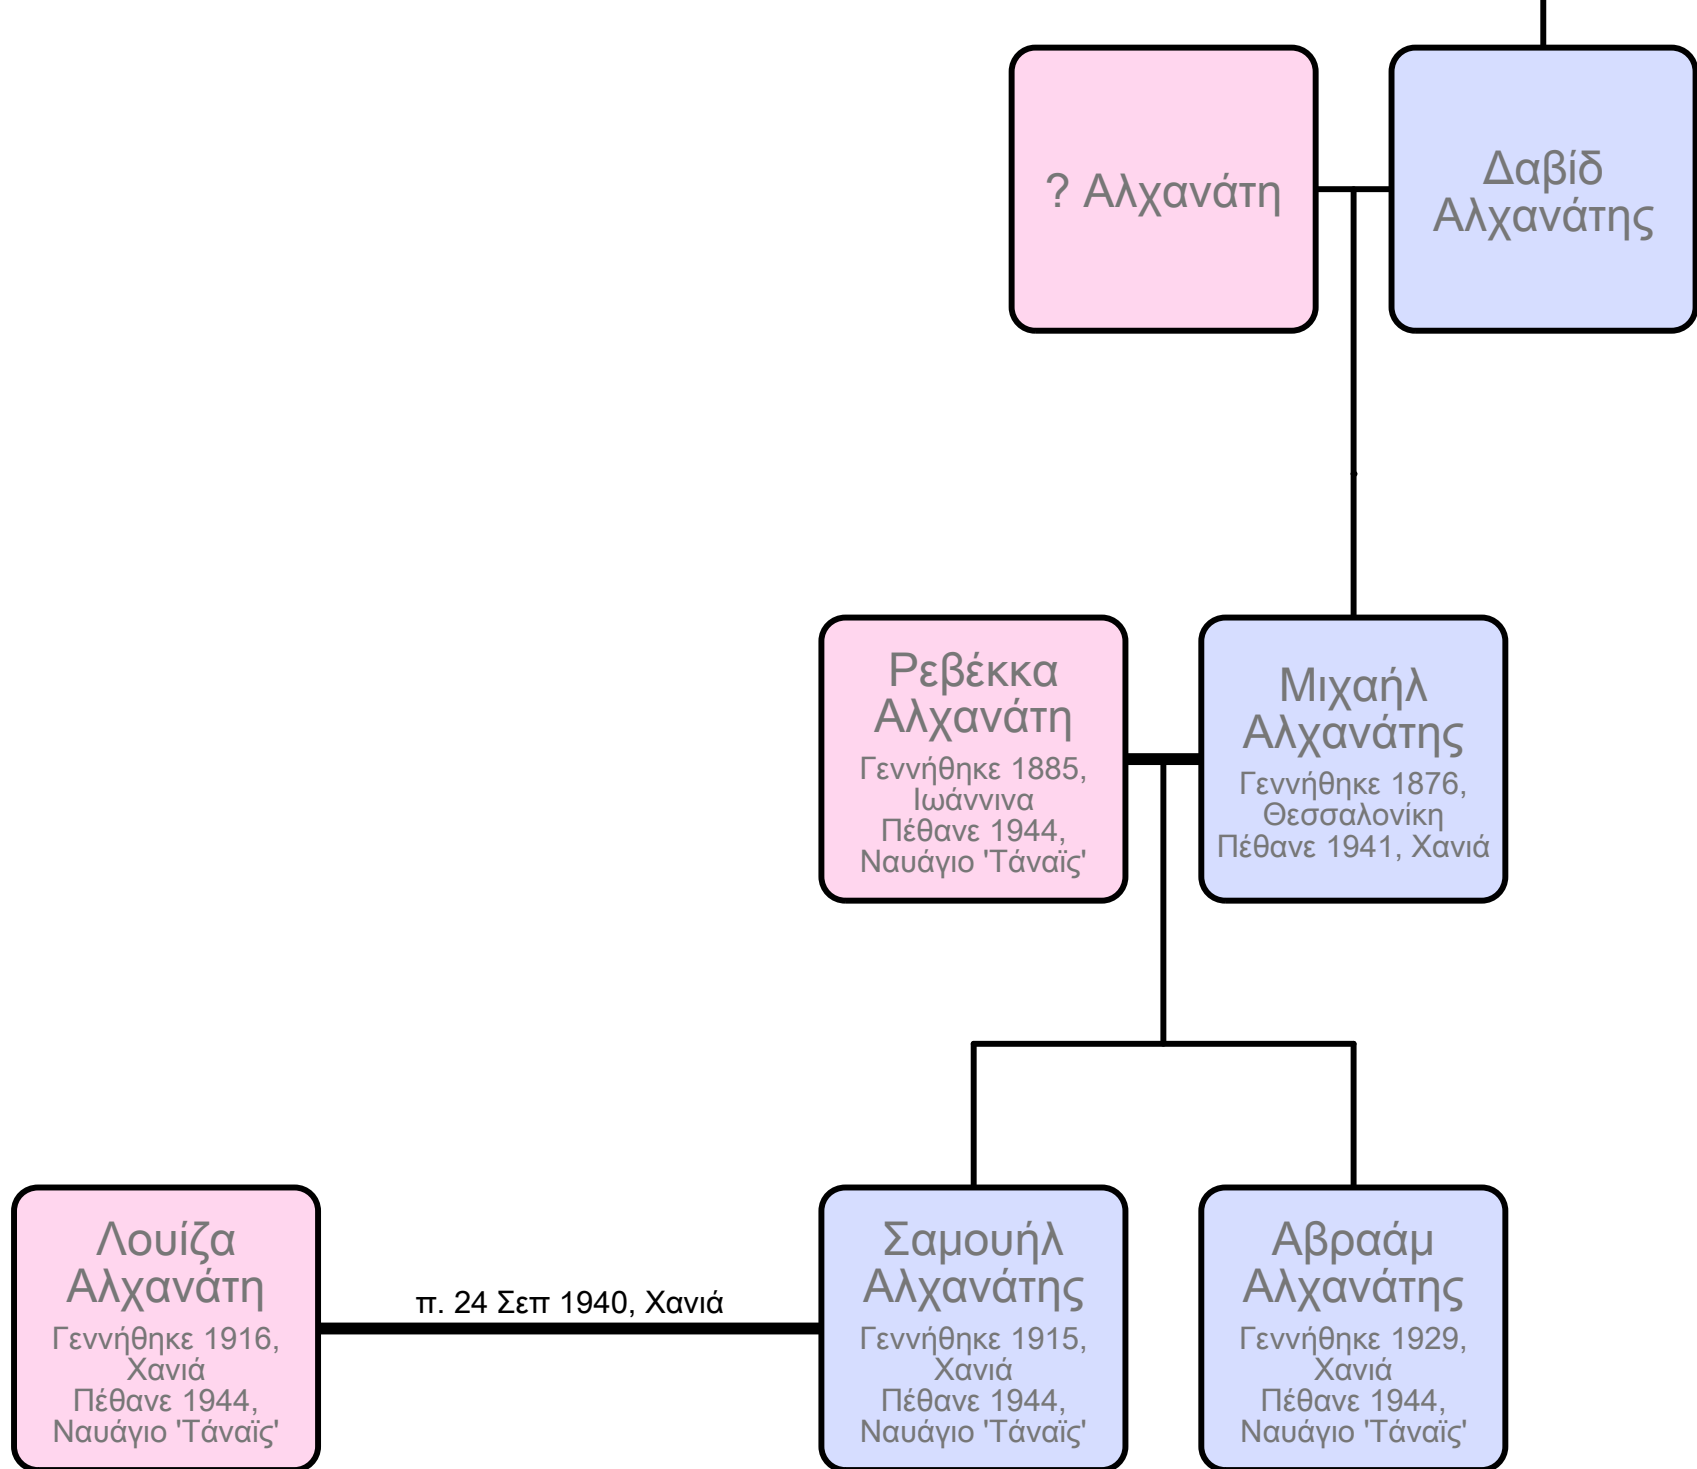 ? Αλχανάτη
Δαβίδ
Αλχανάτης
Ρεβέκκα
Αλχανάτη
Γεννήθηκε 1885,
Ιωάννινα
Πέθανε 1944,
Ναυάγιο 'Τάναϊς'
Μιχαήλ
Αλχανάτης
Γεννήθηκε 1876,
Θεσσαλονίκη
Πέθανε 1941, Χανιά
Λουίζα
Αλχανάτη
Γεννήθηκε 1916,
Χανιά
Πέθανε 1944,
Ναυάγιο 'Τάναϊς'
π. 24 Σεπ 1940, Χανιά
Σαμουήλ
Αλχανάτης
Γεννήθηκε 1915,
Χανιά
Πέθανε 1944,
Ναυάγιο 'Τάναϊς'
Αβραάμ
Αλχανάτης
Γεννήθηκε 1929,
Χανιά
Πέθανε 1944,
Ναυάγιο 'Τάναϊς'